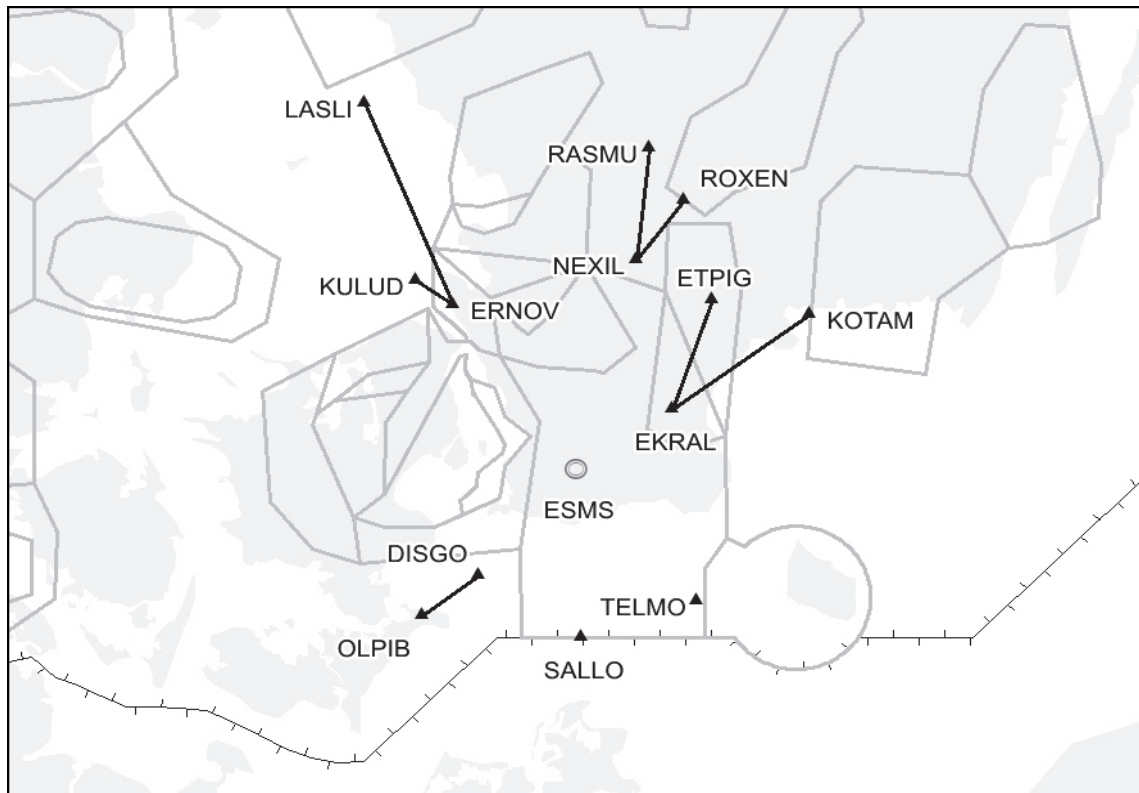 LASLI
RASMU
ROXEN
NEXIL
ETPIG
KULUD
ERNOV
KOTAM
EKRAL
ESMS
DISGO
TELMO
OLPIB
SALLO